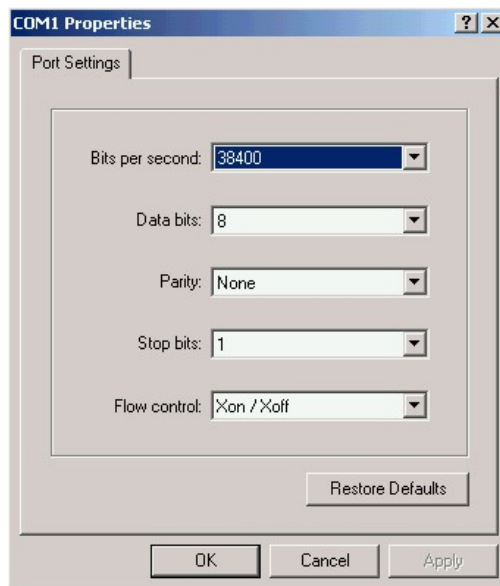 COM1 Properties
Port Settings
Bits per second: 38400
Data bits: 8
Parity: None
Stop bits: 1
Flow control: Xon / Xoff
Restore Defaults
OK Cancel Apply